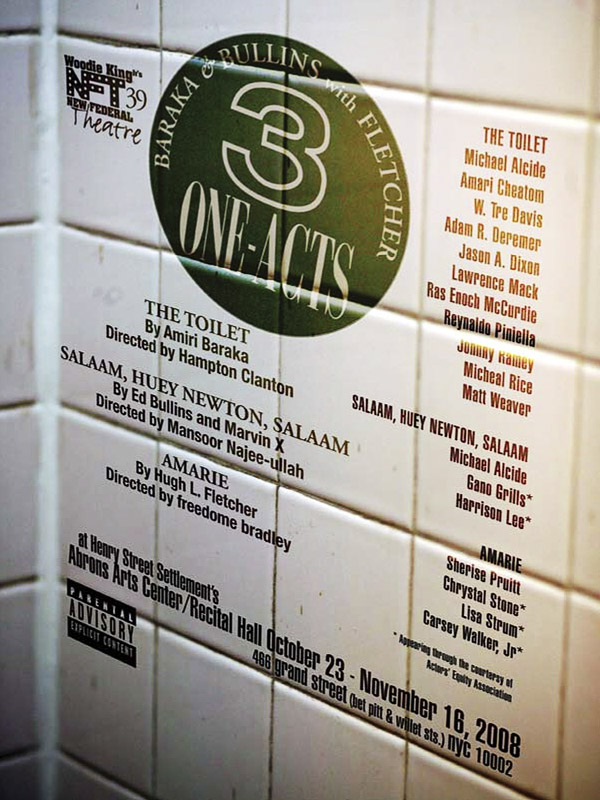 Woodie King Jr's
NFT 39
NEW/FEDERAL
Theatre
BARAKA & BULLINS with FLETCHER
3
ONE-ACTS
THE TOILET
By Amiri Baraka
Directed by Hampton Clanton
SALAAM, HUEY NEWTON, SALAAM
By Ed Bullins and Marvin X
Directed by Mansoor Najee-ullah
AMARIE
By Hugh L. Fletcher
Directed by freedome bradley
at Henry Street Settlement's
Abrons Arts Center/Recital Hall October 23 - November 16, 2008
466 grand street (bet pitt & willet sts.) nyc 10002
PARENTAL
ADVISORY
EXPLICIT CONTENT
THE TOILET
Michael Alcide
Amari Cheatom
W. Tre Davis
Adam R. Deremer
Jason A. Dixon
Lawrence Mack
Ras Enoch McCurdie
Reynaldo Piniella
Johnny Ramey
Micheal Rice
Matt Weaver
SALAAM, HUEY NEWTON, SALAAM
Michael Alcide
Gano Grills*
Harrison Lee*
AMARIE
Sherise Pruitt
Chrystal Stone*
Lisa Strum*
Carsey Walker, Jr*
* Appearing through the courtesy of
Actors' Equity Association